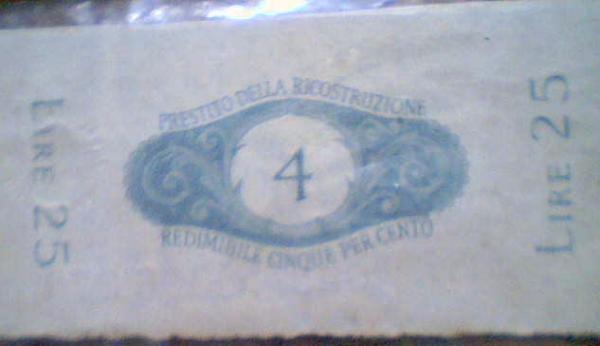 LIRE 25
PRESTITO DELLA RICOSTRUZIONE
4
REDIMIBILE CINQUE PER CENTO
LIRE 25